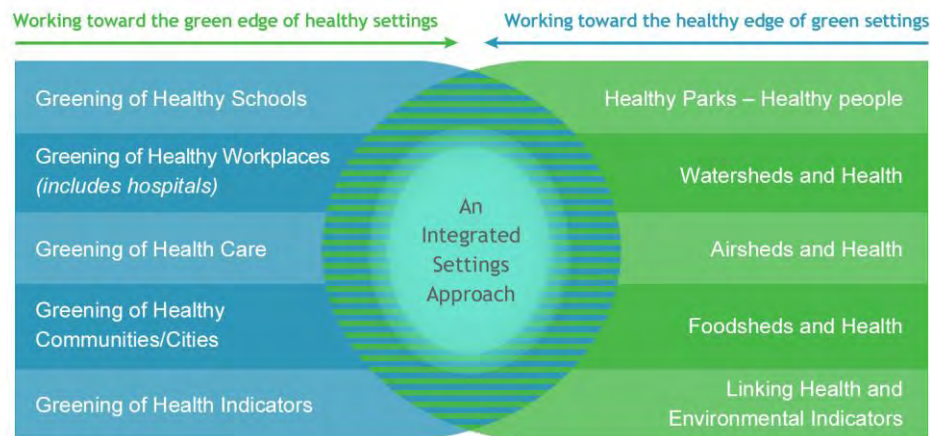 Working toward the green edge of healthy settings
Working toward the healthy edge of green settings
Greening of Healthy Schools
Greening of Healthy Workplaces
(includes hospitals)
Greening of Health Care
Greening of Healthy
Communities/Cities
Greening of Health Indicators
An
Integrated
Settings
Approach
Healthy Parks – Healthy people
Watersheds and Health
Airsheds and Health
Foodsheds and Health
Linking Health and
Environmental Indicators